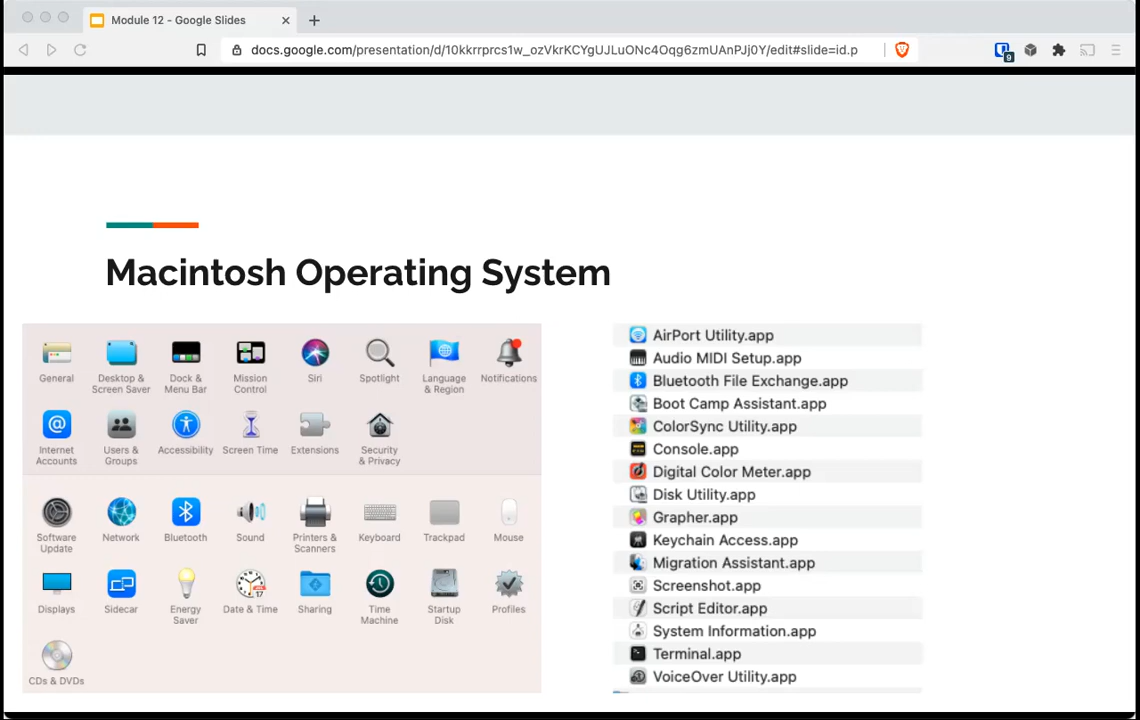 Module 12 - Google Slides
docs.google.com/presentation/d/10kkrrprcs1w_ozVkrKCYgUJLuONc4Oqg6zmUAnPJj0Y/edit#slide=id.p
9
Macintosh Operating System
General
Desktop &
Screen Saver
Dock &
Menu Bar
Mission
Control
Siri
Spotlight
Language
& Region
Notifications
Internet
Accounts
Users &
Groups
Accessibility
Screen Time
Extensions
Security
& Privacy
Software
Update
Network
Bluetooth
Sound
Printers &
Scanners
Keyboard
Trackpad
Mouse
Displays
Sidecar
Energy
Saver
17
Date & Time
Sharing
Time
Machine
Startup
Disk
Profiles
CDs & DVDs
AirPort Utility.app
Audio MIDI Setup.app
Bluetooth File Exchange.app
Boot Camp Assistant.app
ColorSync Utility.app
Console.app
Digital Color Meter.app
Disk Utility.app
Grapher.app
Keychain Access.app
Migration Assistant.app
Screenshot.app
Script Editor.app
System Information.app
Terminal.app
VoiceOver Utility.app